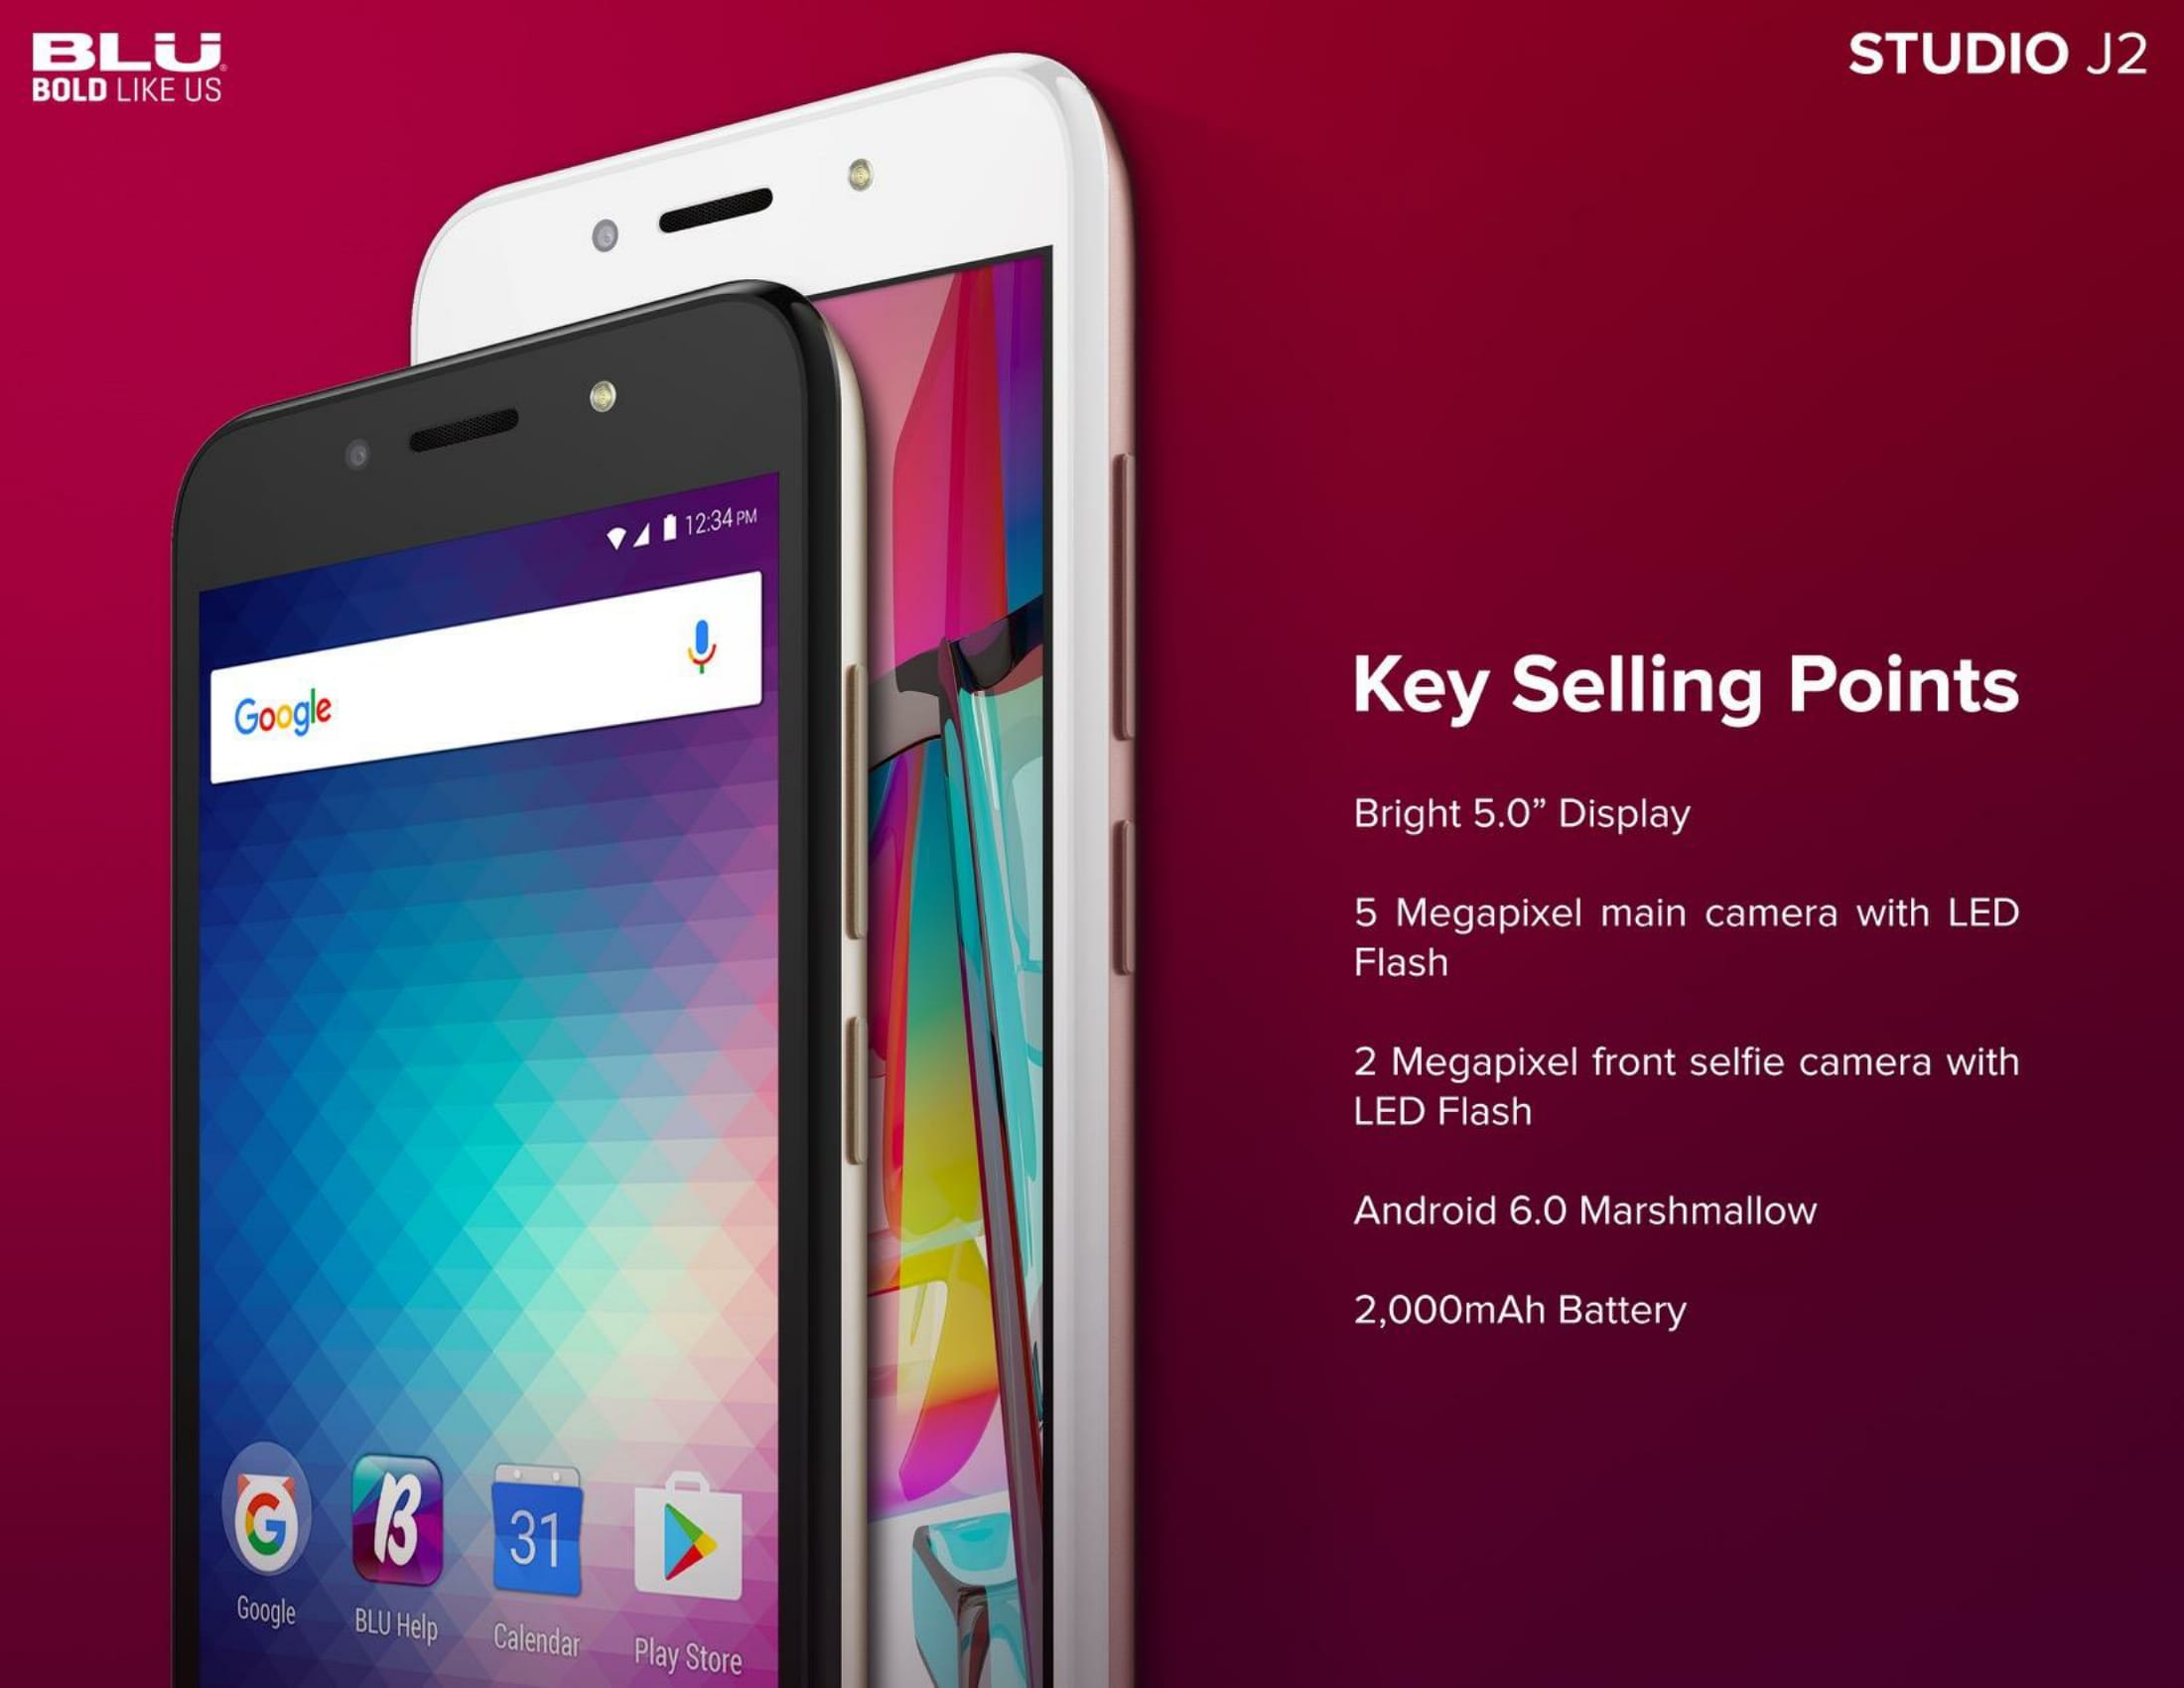 BLU
BOLD LIKE US
STUDIO J2
12:34 PM
Google
Google
BLU Help
31
Calendar
Play Store
Key Selling Points
Bright 5.0” Display
5 Megapixel main camera with LED
Flash
2 Megapixel front selfie camera with
LED Flash
Android 6.0 Marshmallow
2,000mAh Battery